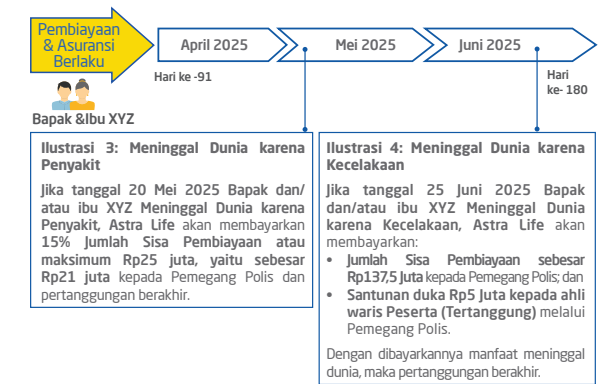 Pembiayaan
& Asuransi
Berlaku
April 2025
Mei 2025
Juni 2025
Hari ke -91
Hari
ke- 180
Bapak &Ibu XYZ
Ilustrasi 3: Meninggal Dunia karena
Penyakit
Jika tanggal 20 Mei 2025 Bapak dan/
atau ibu XYZ Meninggal Dunia karena
Penyakit, Astra Life akan membayarkan
15% Jumlah Sisa Pembiayaan atau
maksimum Rp25 juta, yaitu sebesar
Rp21 juta kepada Pemegang Polis dan
pertanggungan berakhir.
Ilustrasi 4: Meninggal Dunia karena
Kecelakaan
Jika tanggal 25 Juni 2025 Bapak
dan/atau ibu XYZ Meninggal Dunia
karena Kecelakaan, Astra Life akan
membayarkan:
• Jumlah Sisa Pembiayaan sebesar
Rp137,5 Juta kepada Pemegang Polis; dan
• Santunan duka Rp5 Juta kepada ahli
waris Peserta (Tertanggung) melalui
Pemegang Polis.
Dengan dibayarkannya manfaat meninggal
dunia, maka pertanggungan berakhir.